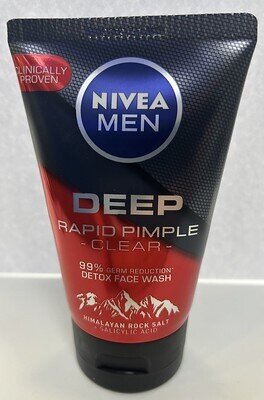 CLINICALLY
PROVEN
NIVEA
MEN
DEEP
RAPID PIMPLE
- CLEAR -
99% GERM REDUCTION*
DETOX FACE WASH
HIMALAYAN ROCK SALT
+ SALICYLIC ACID